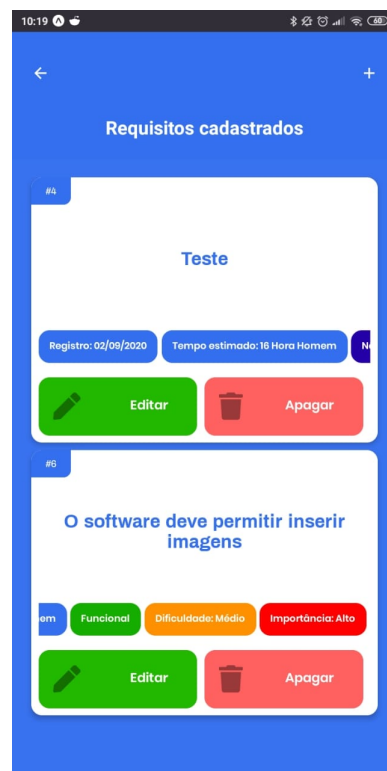 10:19
60
Requisitos cadastrados
#4
Teste
Registro: 02/09/2020 Tempo estimado: 16 Hora Homem
Editar Apagar
#6
O software deve permitir inserir
imagens
Funcional Dificuldade: Médio Importância: Alto
Editar Apagar